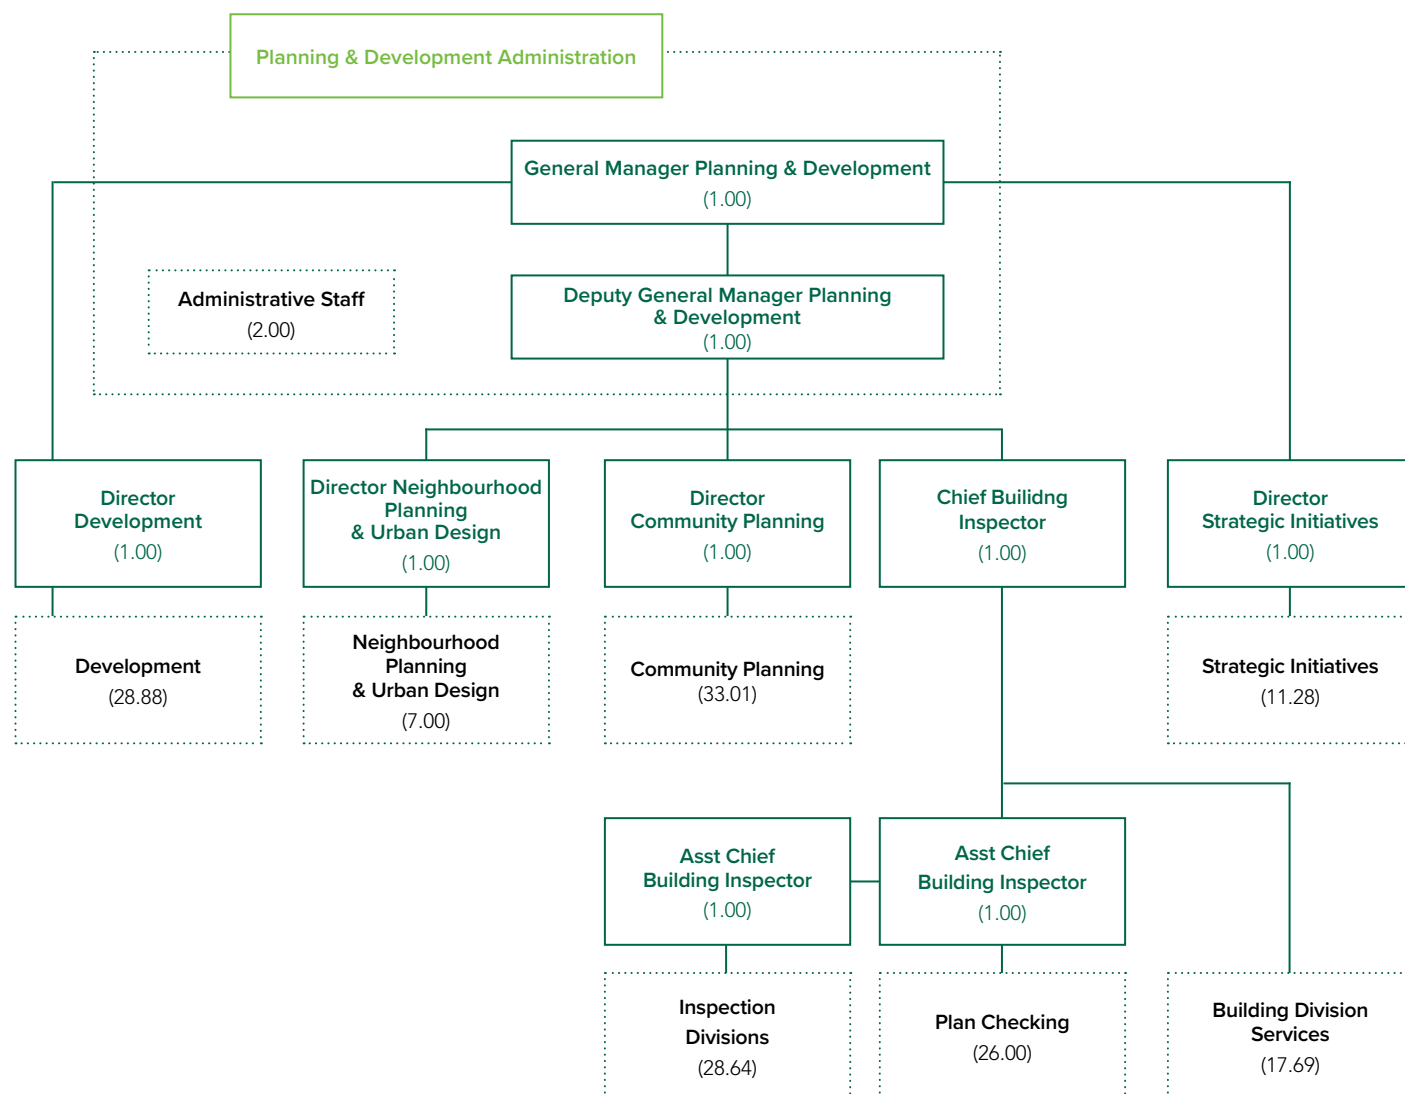 Planning & Development Administration
General Manager Planning & Development
(1.00)
Administrative Staff
(2.00)
Deputy General Manager Planning
& Development
(1.00)
Director
Development
(1.00)
Director Neighbourhood
Planning
& Urban Design
(1.00)
Director
Community Planning
(1.00)
Chief Builidng
Inspector
(1.00)
Director
Strategic Initiatives
(1.00)
Development
(28.88)
Neighbourhood
Planning
& Urban Design
(7.00)
Community Planning
(33.01)
Strategic Initiatives
(11.28)
Asst Chief
Building Inspector
(1.00)
Asst Chief
Building Inspector
(1.00)
Inspection
Divisions
(28.64)
Plan Checking
(26.00)
Building Division
Services
(17.69)